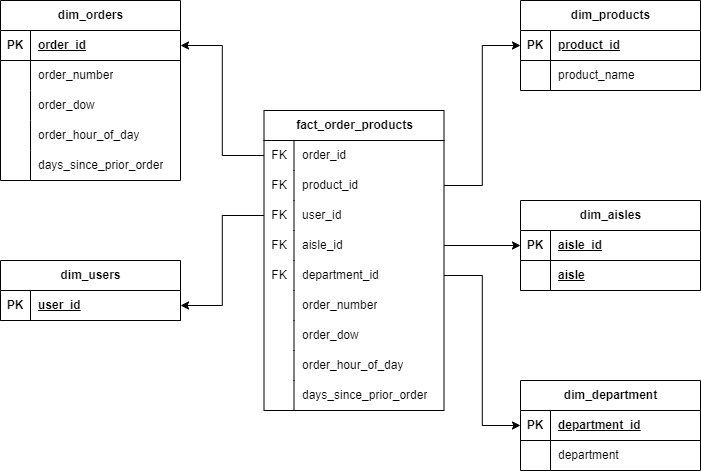 dim_orders
PK order_id
order_number
order_dow
order_hour_of_day
days_since_prior_order
dim_users
PK user_id
fact_order_products
FK order_id
FK product_id
FK user_id
FK aisle_id
FK department_id
order_number
order_dow
order_hour_of_day
days_since_prior_order
dim_products
PK product_id
product_name
dim_aisles
PK aisle_id
aisle
dim_department
PK department_id
department